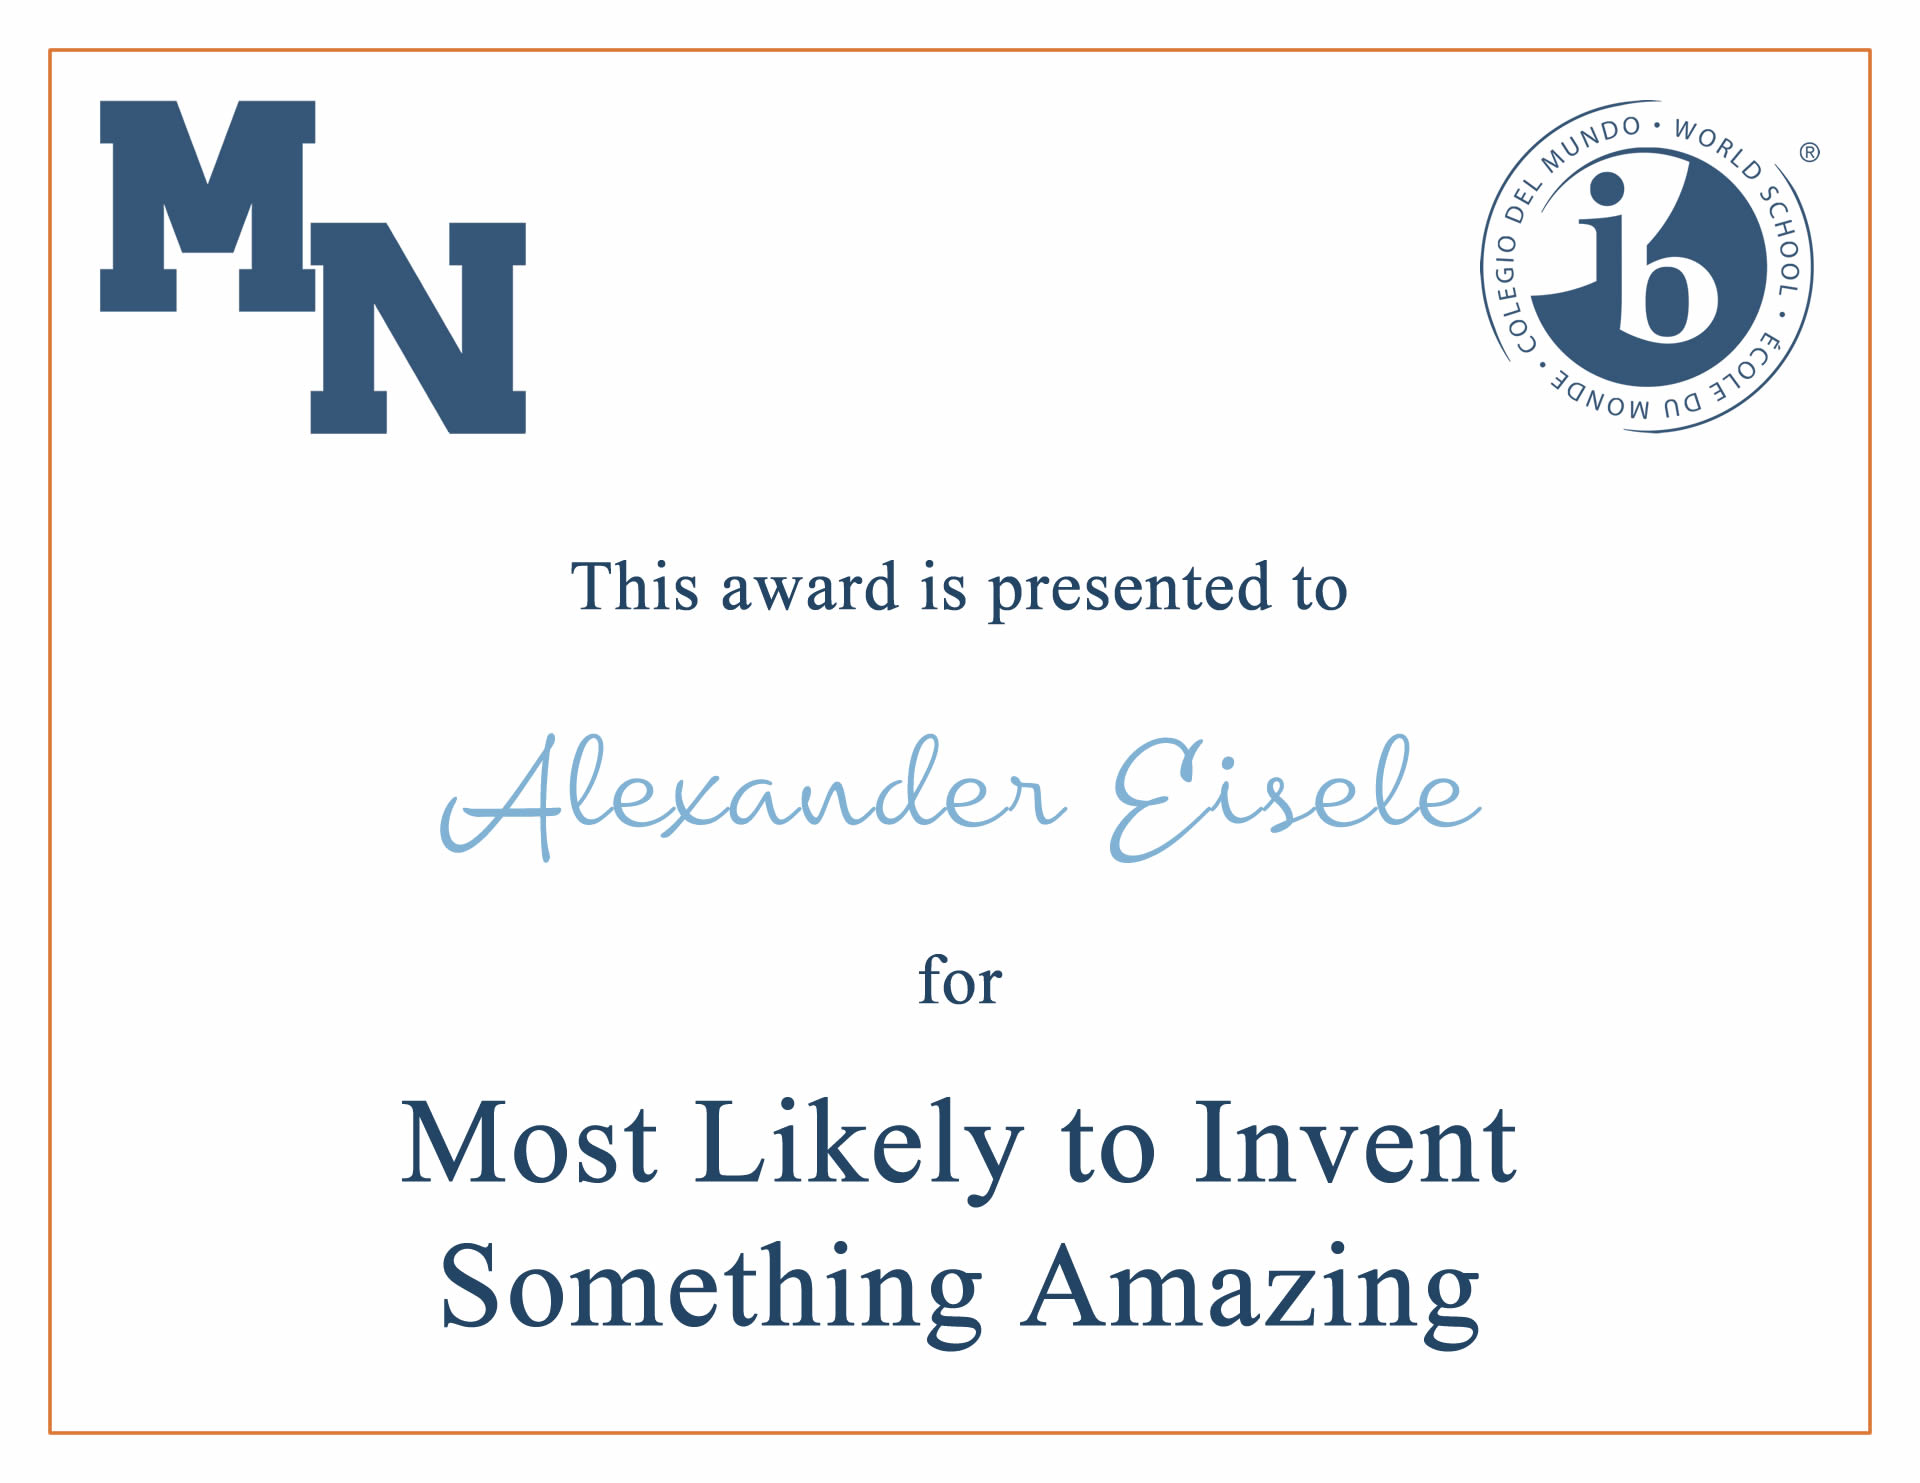 MN
COLEGIO DEL MUNDO · WORLD SCHOOL · ÉCOLE DU MONDE ·
®
ib
This award is presented to
Alexander Eisele
for
Most Likely to Invent
Something Amazing